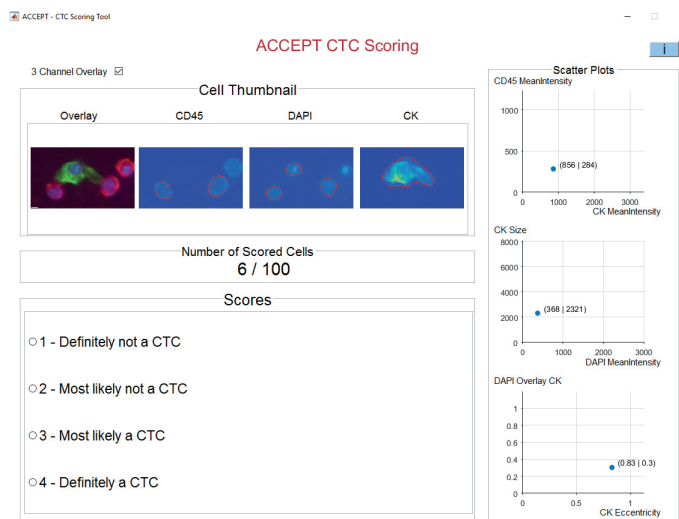 ACCEPT - CTC Scoring Tool
ACCEPT CTC Scoring
i
3 Channel Overlay
Cell Thumbnail
Overlay CD45 DAPI CK
Number of Scored Cells
6 / 100
Scores
1 - Definitely not a CTC
2 - Most likely not a CTC
3 - Most likely a CTC
4 - Definitely a CTC
Scatter Plots
CD45 MeanIntensity
1000
500
(856 | 284)
0
0 1000 2000 3000
CK MeanIntensity
CK Size
8000
6000
4000
(368 | 2321)
2000
0
0 1000 2000 3000
DAPI MeanIntensity
DAPI Overlay CK
1
0.8
0.6
0.4
(0.83 | 0.3)
0.2
0
0 0.5 1
CK Eccentricity